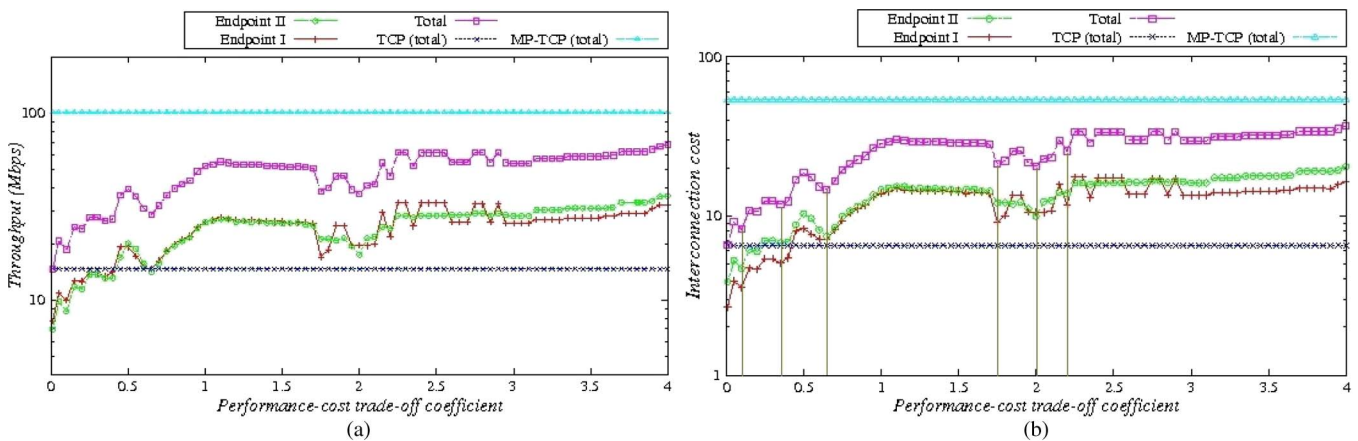 Endpoint II
Total
Endpoint I
TCP (total)
MP-TCP (total)
Throughput (Mbps)
100
10
0
0.5
1
1.5
2
2.5
3
3.5
4
Performance-cost trade-off coefficient
(a)
Endpoint II
Total
Endpoint I
TCP (total)
MP-TCP (total)
Interconnection cost
100
10
1
0
0.5
1
1.5
2
2.5
3
3.5
4
Performance-cost trade-off coefficient
(b)